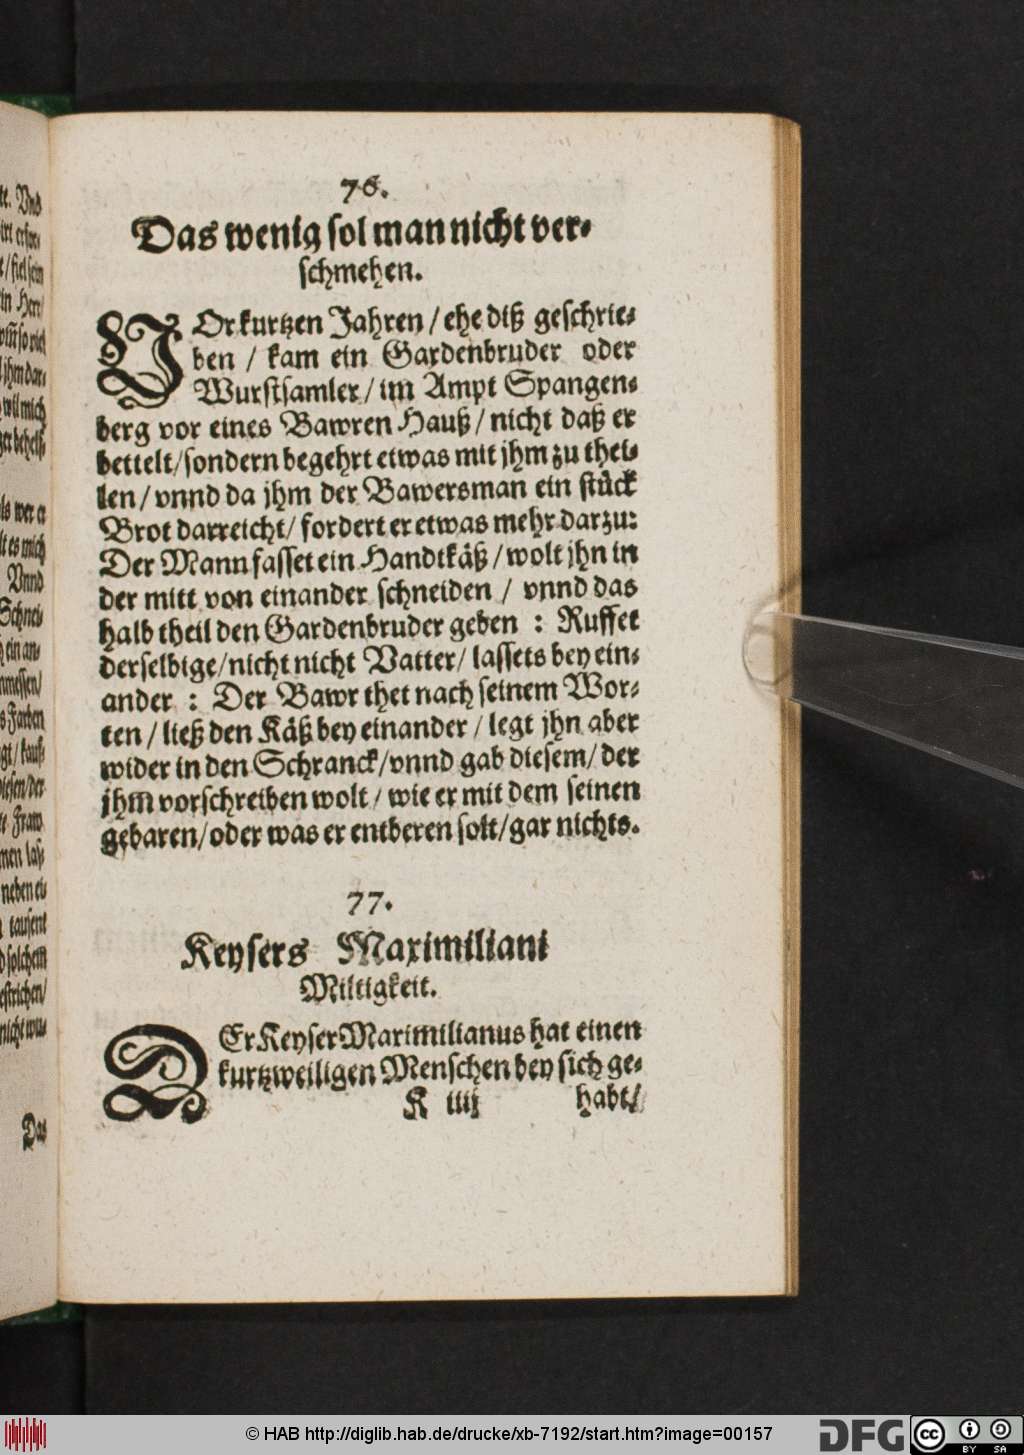 76.
Das wenig sol man nicht ver-
schmehen.
VOr kurtzen Jahren / ehe diß geschrie-
ben / kam ein Gardenbruder oder
Wurstsamler / im Ampt Spangen-
berg vor eines Bawren Hauß / nicht daß er
bettelt / sondern begehrt etwas mit jhm zu thei-
len / vnnd da jhm der Bawersman ein stück
Brot darreicht / fordert er etwas mehr darzu:
Der Mann fasset ein Handtkäß / wolt jhn in
der mitt von einander schneiden / vnnd das
halb theil den Gardenbruder geben : Ruffet
derselbige / nicht nicht Vatter / lassets bey ein-
ander : Der Bawr thet nach seinem Wor-
ten / ließ den Käß bey einander / legt jhn aber
wider in den Schranck / vnnd gab diesem / der
jhm̄ vorschreiben wolt / wie er mit dem seinen
gebaren / oder was er entberen solt / gar nichts.
77.
Keysers Maximiliani
Miltigkeit.
DEr Keyser Maximilianus hat einen
kurtzweiligen Menschen bey sich ge-
K iiij habt /
Das
© HAB http://diglib.hab.de/drucke/xb-7192/start.htm?image=00157
DFG
cc BY SA